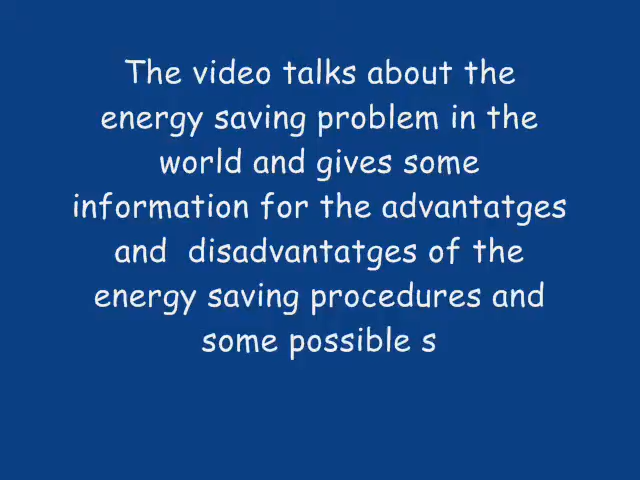 The video talks about the
energy saving problem in the
world and gives some
information for the advantatges
and disadvantatges of the
energy saving procedures and
some possible s